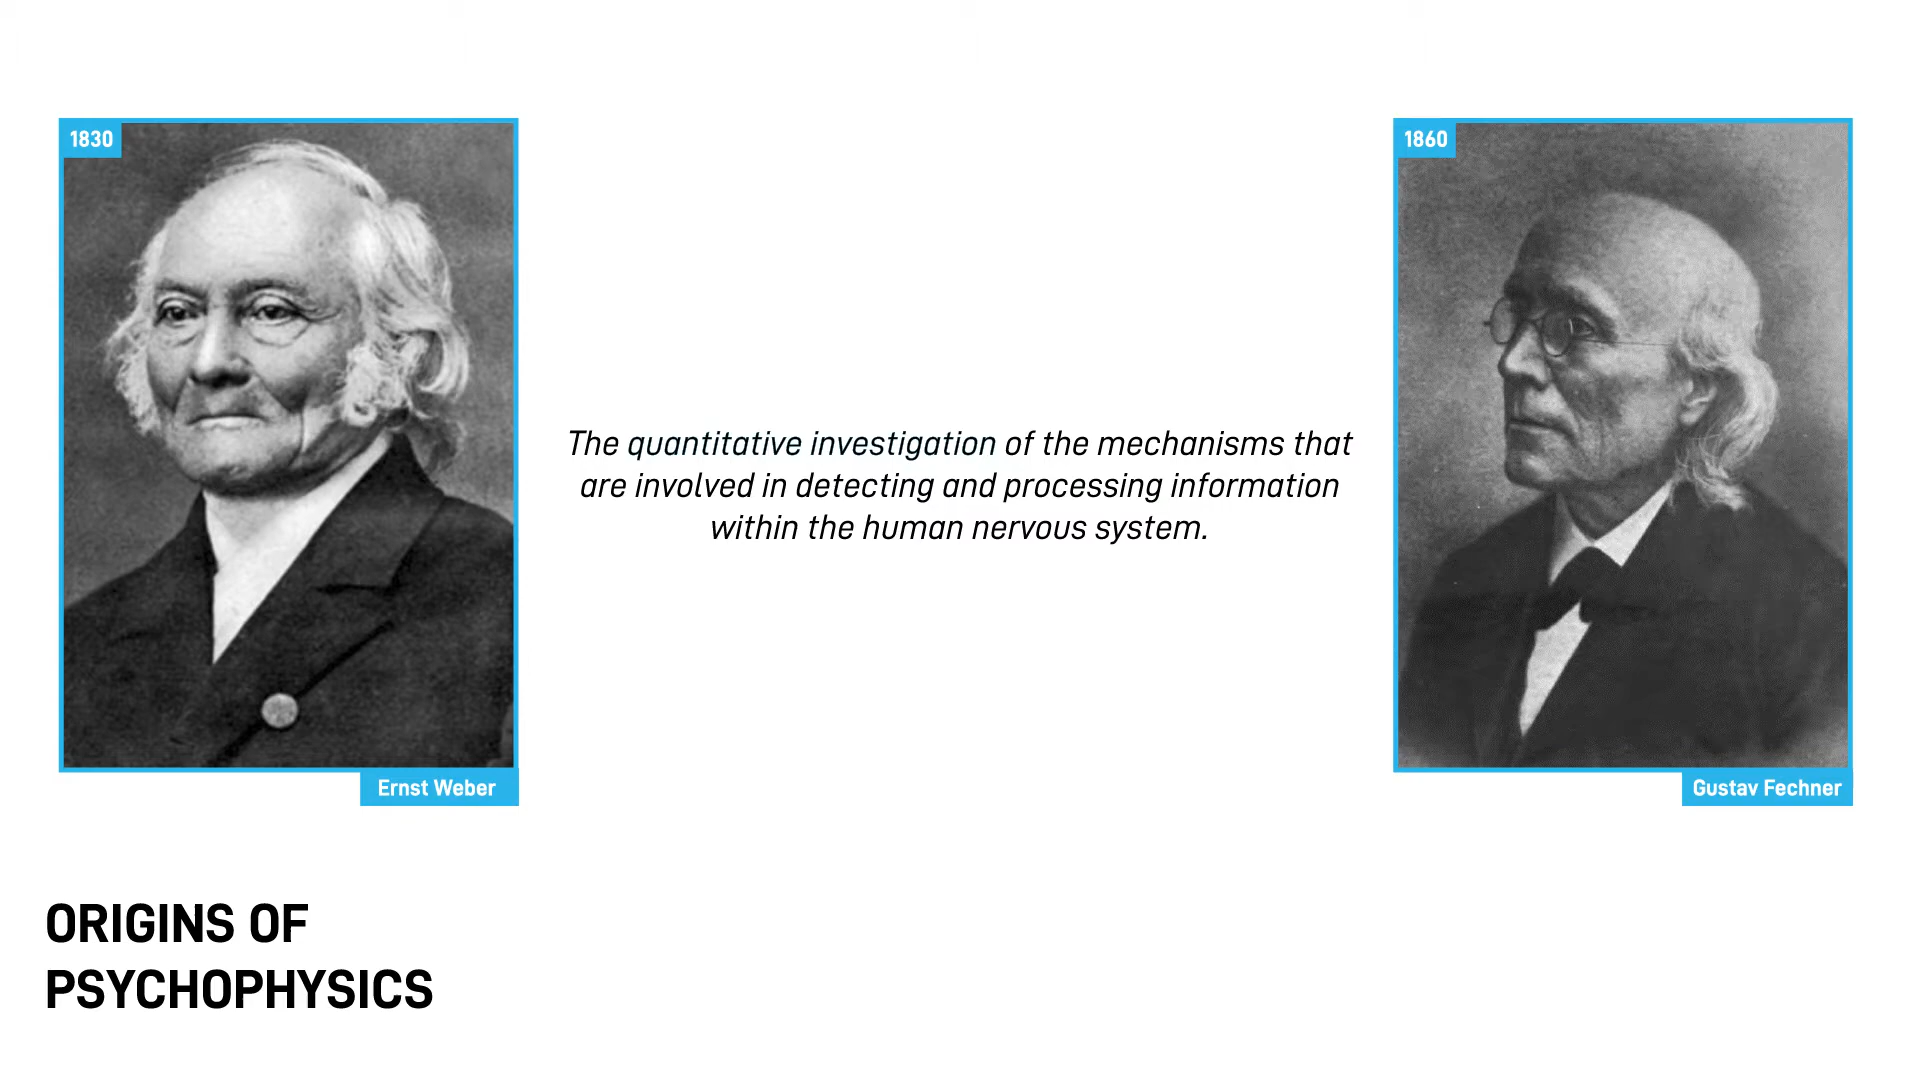 1830
Ernst Weber
The quantitative investigation of the mechanisms that
are involved in detecting and processing information
within the human nervous system.
1860
Gustav Fechner
ORIGINS OF
PSYCHOPHYSICS